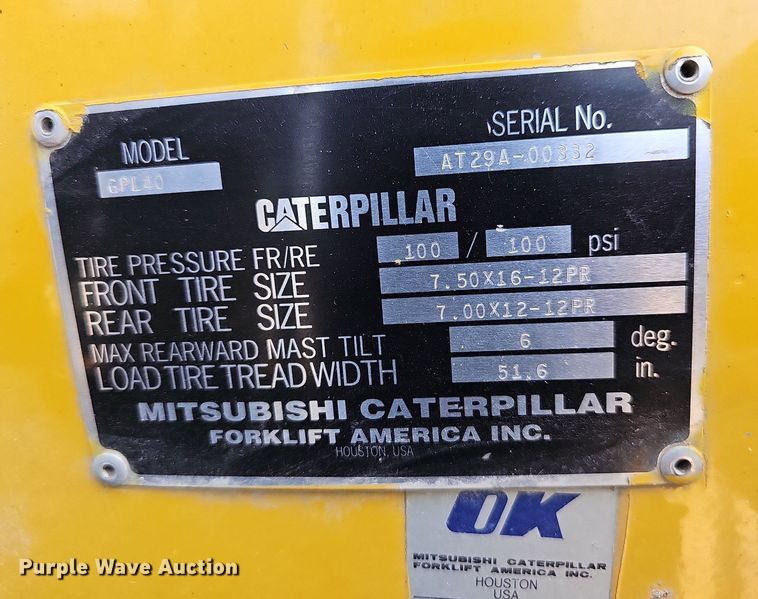 MODEL
GPL40
SERIAL No.
AT29A-00332
CATERPILLAR
TIRE PRESSURE FR/RE 100 / 100 psi
FRONT TIRE SIZE 7.50X16-12PR
REAR TIRE SIZE 7.00X12-12PR
MAX REARWARD MAST TILT 6 deg.
LOAD TIRE TREAD WIDTH 51.6 in.
MITSUBISHI CATERPILLAR
FORKLIFT AMERICA INC.
HOUSTON, USA
OK
MITSUBISHI CATERPILLAR
FORKLIFT AMERICA INC.
HOUSTON
USA
Purple Wave Auction